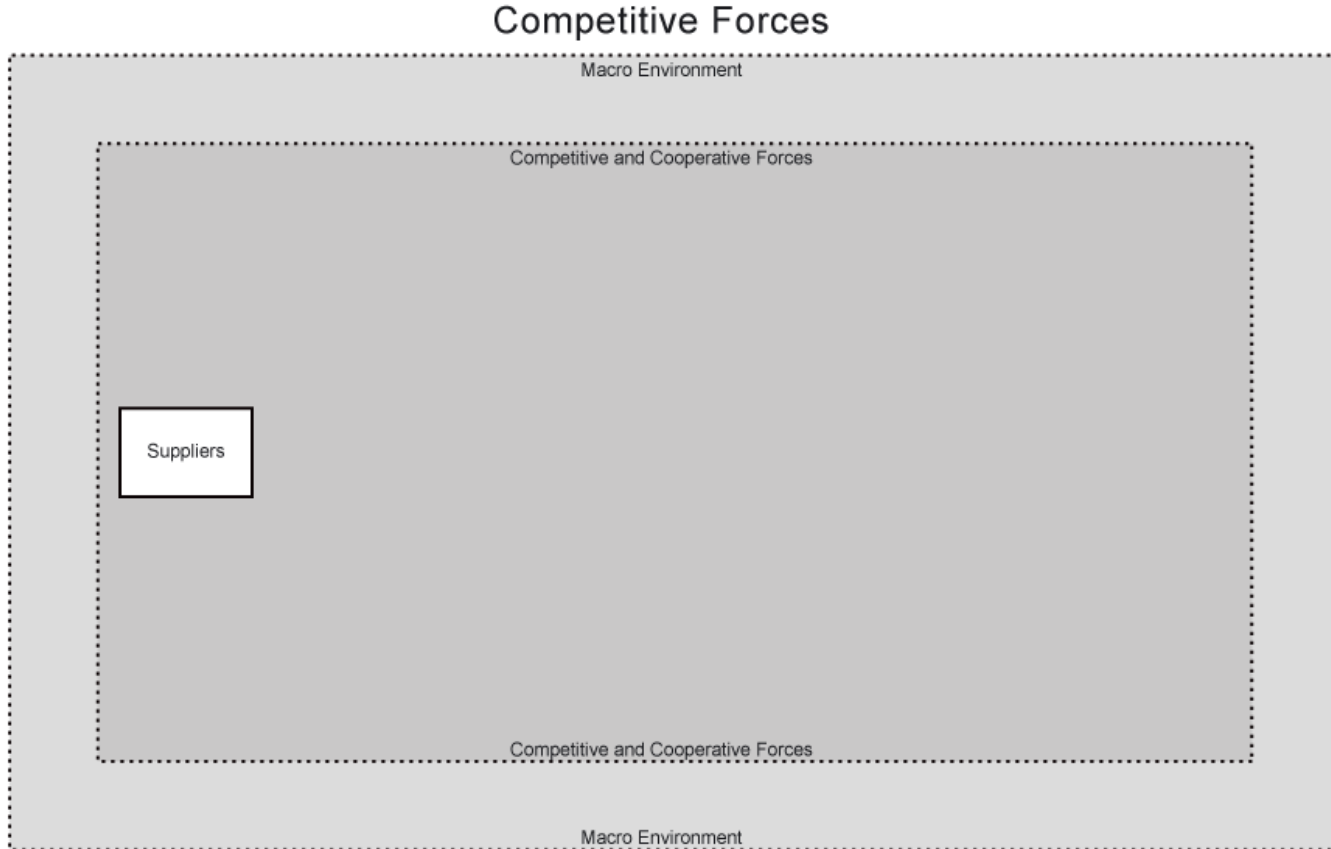 Competitive Forces
Macro Environment
Competitive and Cooperative Forces
Suppliers
Competitive and Cooperative Forces
Macro Environment